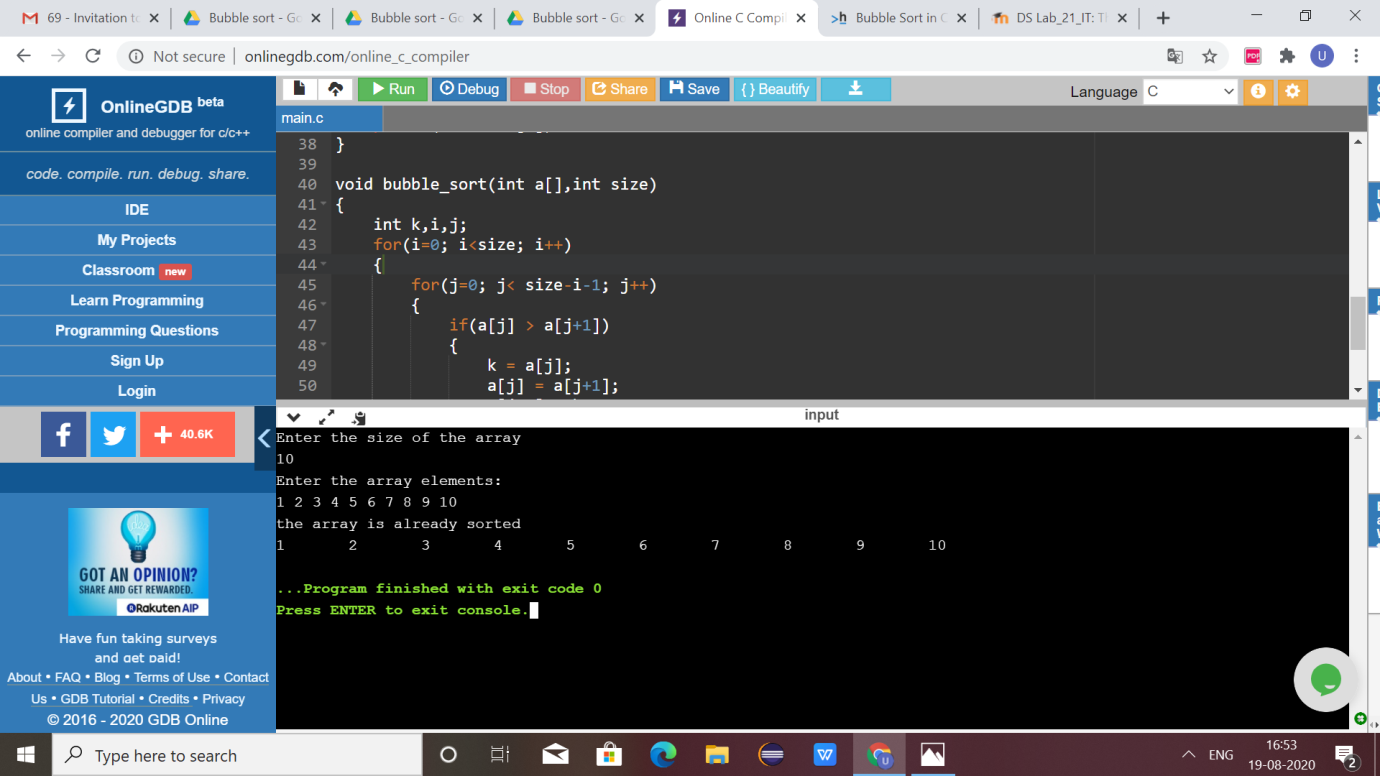 69 - Invitation to
Bubble sort - Go
Bubble sort - Go
Bubble sort - Go
Online C Compi
>h Bubble Sort in C
DS Lab_21_IT: Th
Not secure | onlinegdb.com/online_c_compiler
PDF
U
OnlineGDB beta
online compiler and debugger for c/c++
code. compile. run. debug. share.
IDE
My Projects
Classroom new
Learn Programming
Programming Questions
Sign Up
Login
f
+ 40.6K
GOT AN OPINION?
SHARE AND GET REWARDED.
Rakuten AIP
Have fun taking surveys
and get paid!
About • FAQ • Blog • Terms of Use • Contact
Us • GDB Tutorial • Credits • Privacy
© 2016 - 2020 GDB Online
Run Debug Stop Share Save { } Beautify
Language C
main.c
38 }
39
40 void bubble_sort(int a[],int size)
41 {
42 int k,i,j;
43 for(i=0; i<size; i++)
44 {
45 for(j=0; j< size-i-1; j++)
46 {
47 if(a[j] > a[j+1])
48 {
49 k = a[j];
50 a[j] = a[j+1];
input
Enter the size of the array
10
Enter the array elements:
1 2 3 4 5 6 7 8 9 10
the array is already sorted
1 2 3 4 5 6 7 8 9 10
...Program finished with exit code 0
Press ENTER to exit console.
Type here to search
W
U
ENG
16:53
19-08-2020
2